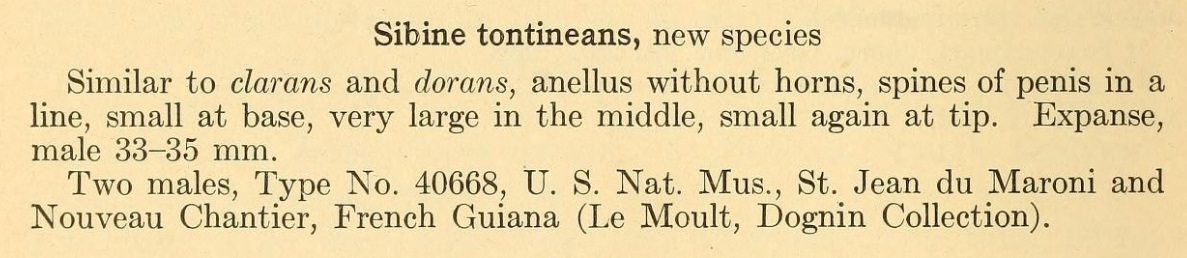 Sibine tontineans, new species
Similar to clarans and dorans, anellus without horns, spines of penis in a
line, small at base, very large in the middle, small again at tip. Expanse,
male 33–35 mm.
Two males, Type No. 40668, U. S. Nat. Mus., St. Jean du Maroni and
Nouveau Chantier, French Guiana (Le Moult, Dognin Collection).